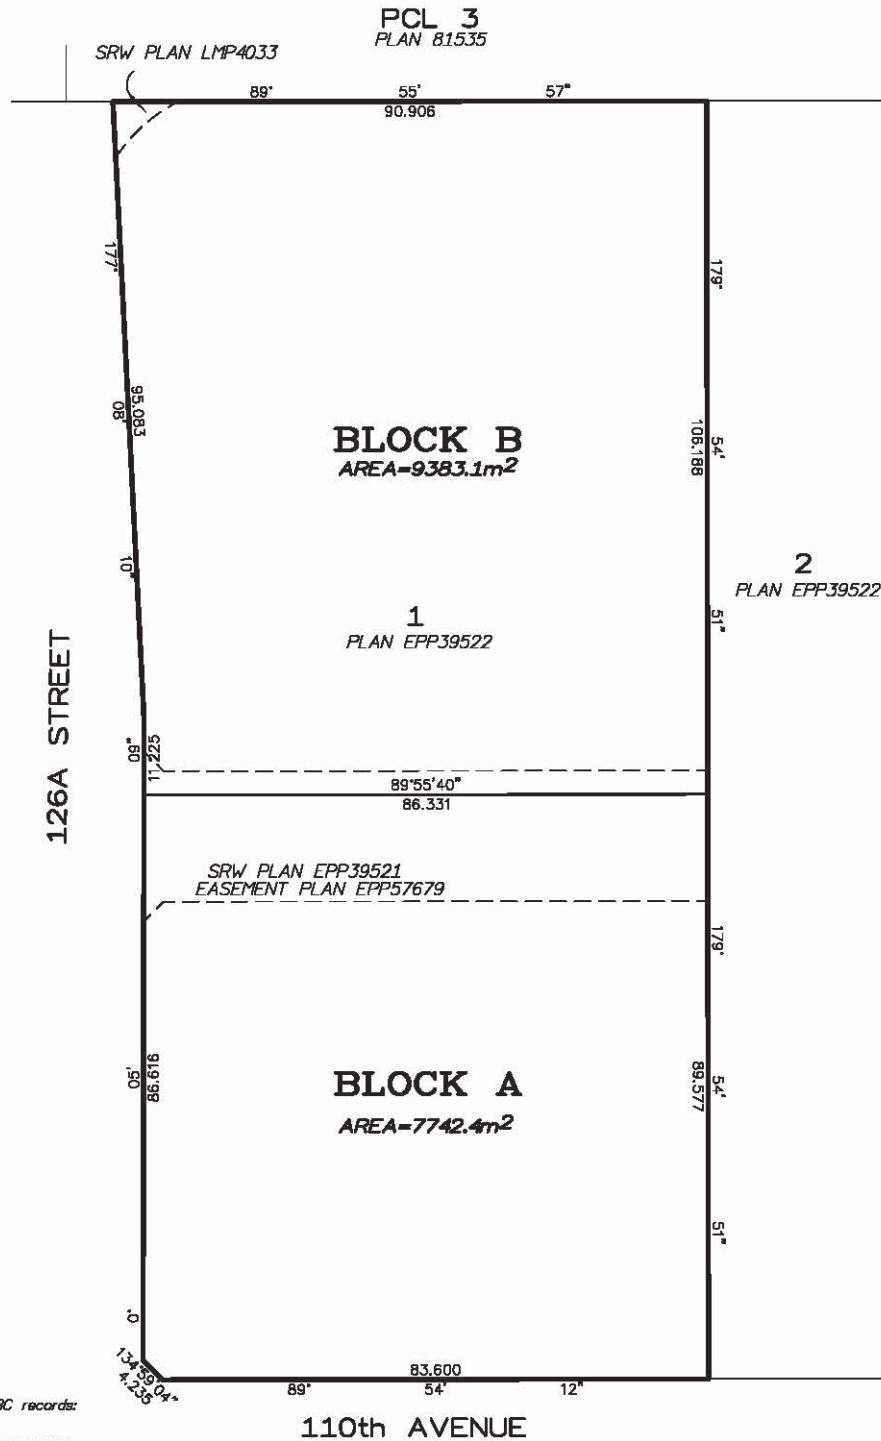 PCL 3
PLAN 81535
SRW PLAN LMP4033
89° 55' 57"
90.906
177° 08' 10"
95.083
179° 54' 51"
106.188
BLOCK B
AREA=9383.1m²
2
PLAN EPP39522
1
PLAN EPP39522
126A STREET
11.225
89°55'40"
86.331
SRW PLAN EPP39521
EASEMENT PLAN EPP57679
0° 05' 09"
86.616
179° 54' 51"
89.577
BLOCK A
AREA=7742.4m²
134°59'04"
4.235
83.600
89° 54' 12"
C records:
110th AVENUE